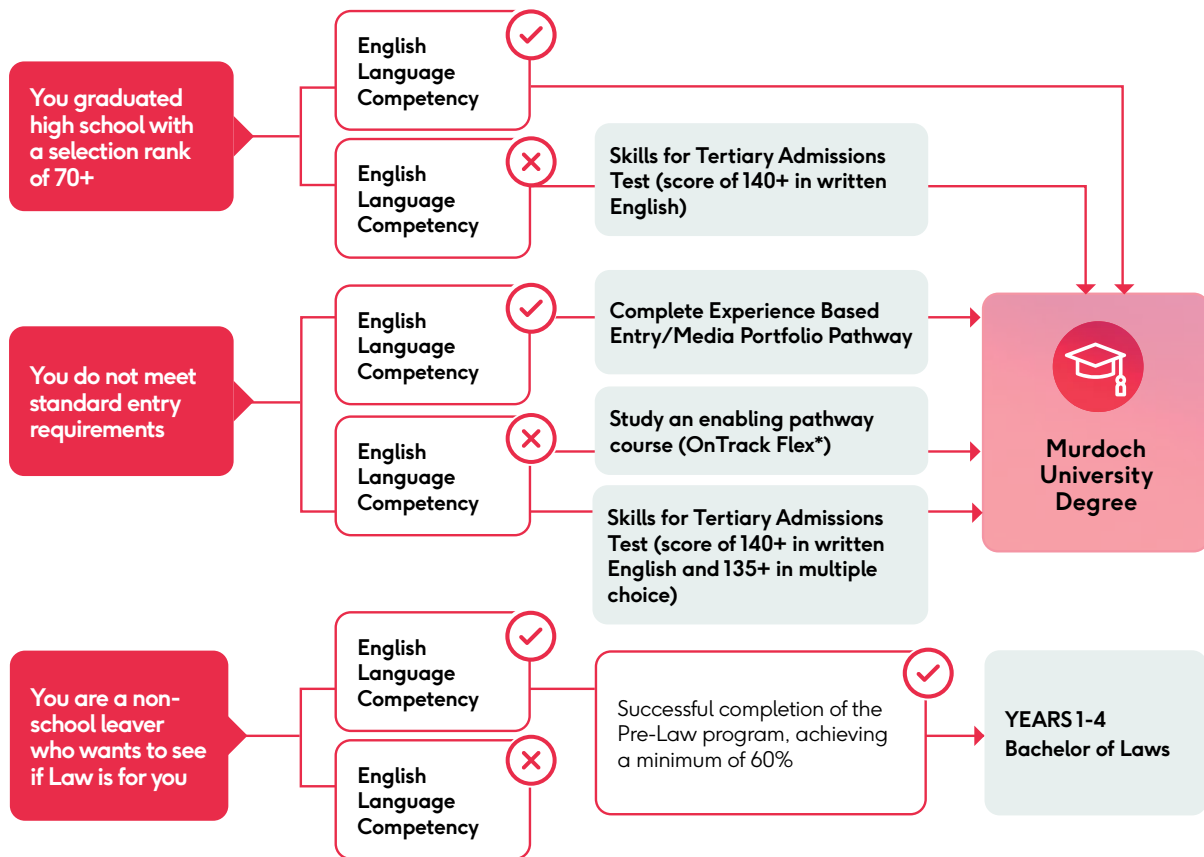 You graduated
high school with
a selection rank
of 70+
English
Language
Competency
English
Language
Competency
Skills for Tertiary Admissions
Test (score of 140+ in written
English)
You do not meet
standard entry
requirements
English
Language
Competency
English
Language
Competency
Complete Experience Based
Entry/Media Portfolio Pathway
Study an enabling pathway
course (OnTrack Flex*)
Skills for Tertiary Admissions
Test (score of 140+ in written
English and 135+ in multiple
choice)
Murdoch
University
Degree
You are a non-
school leaver
who wants to see
if Law is for you
English
Language
Competency
English
Language
Competency
Successful completion of the
Pre-Law program, achieving
a minimum of 60%
YEARS 1-4
Bachelor of Laws